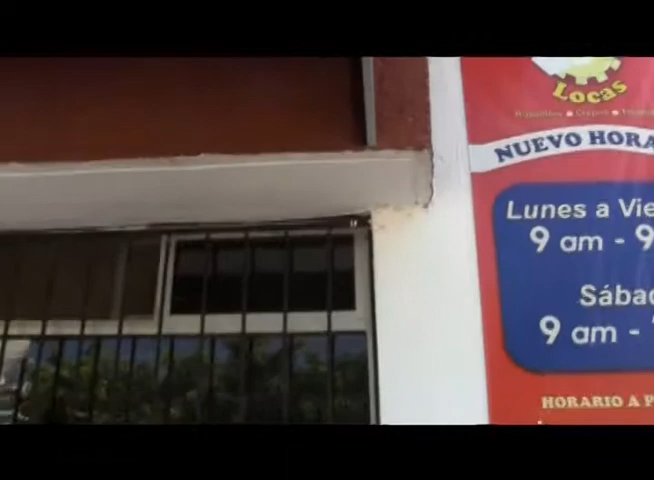 Locas
NUEVO HORA
Lunes a Vie
9 am - 9
Sábad
9 am -
HORARIO A P